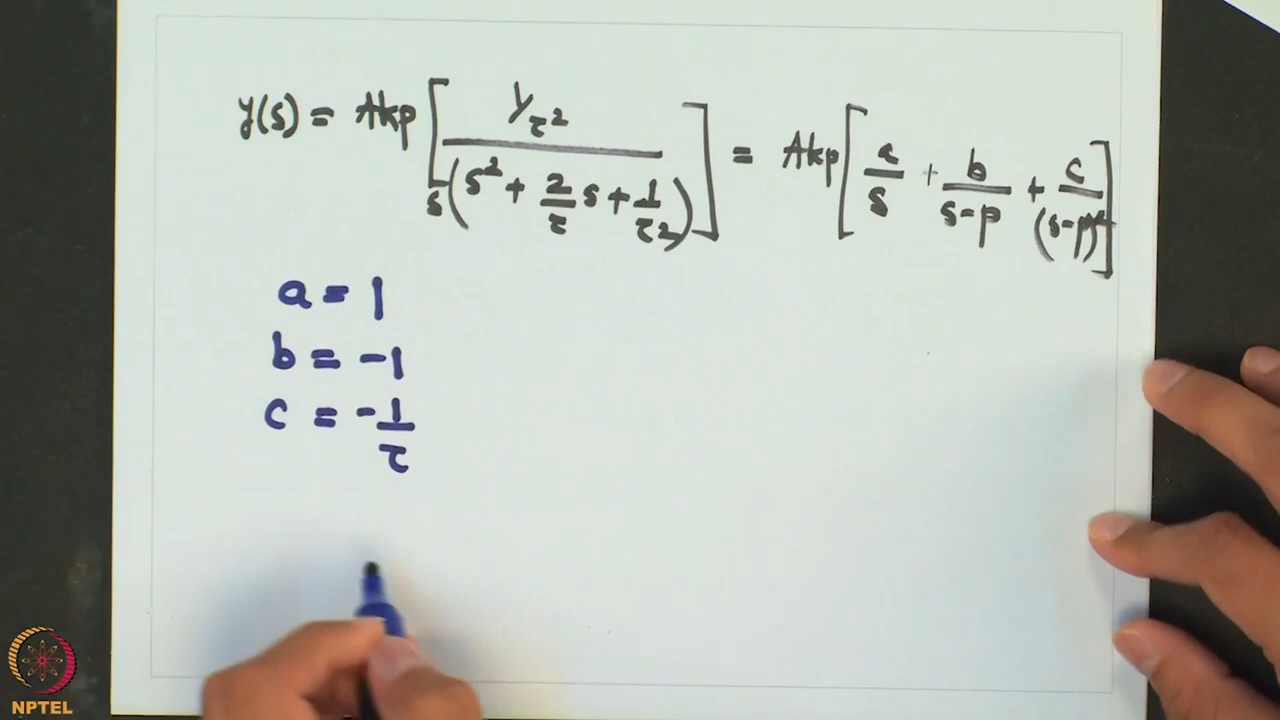 y(s) = Akp [ 1/τ² / s(s² + 2/τ s + 1/τ²) ] = Akp [ a/s + b/s-p + c/(s-p)² ]
a = 1
b = -1
c = -1/τ
NPTEL